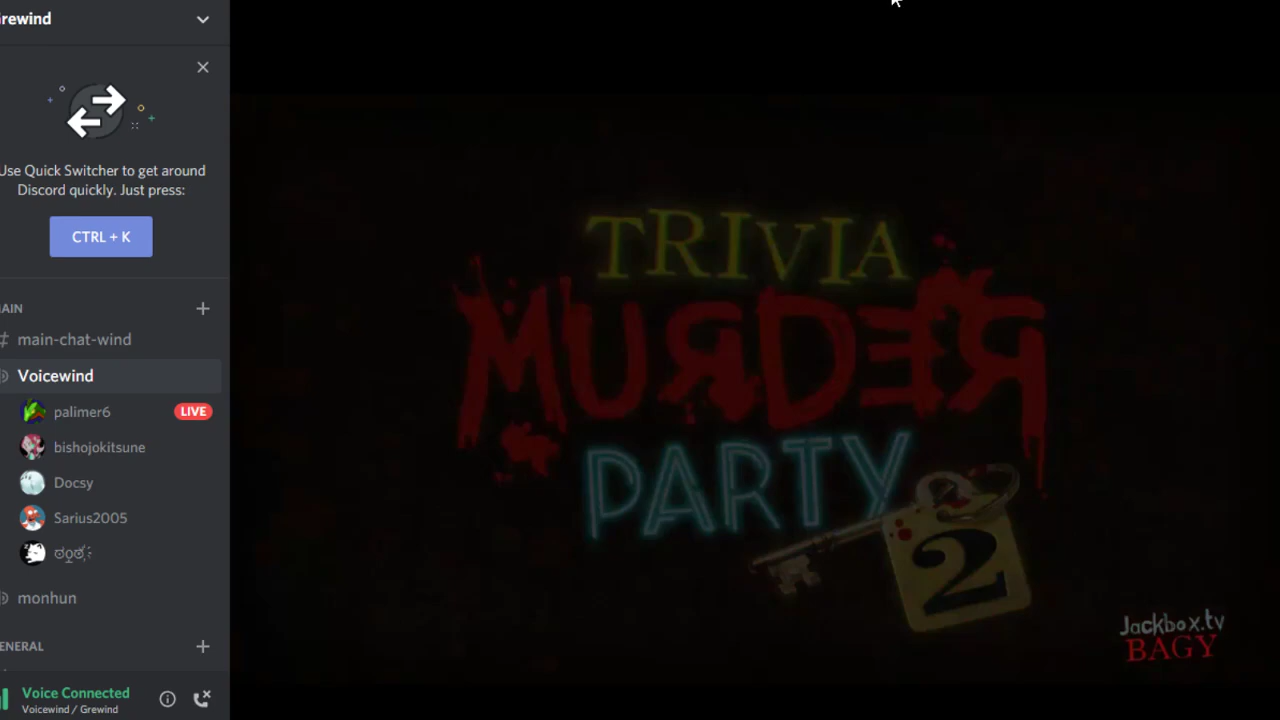 rewind
Use Quick Switcher to get around
Discord quickly. Just press:
CTRL + K
AIN
main-chat-wind
Voicewind
palimer6
LIVE
bishojokitsune
Docsy
Sarius2005
monhun
ENERAL
Voice Connected
Voicewind / Grewind
TRIVIA
MURDER
PARTY
2
Jackbox.tv
BAGY